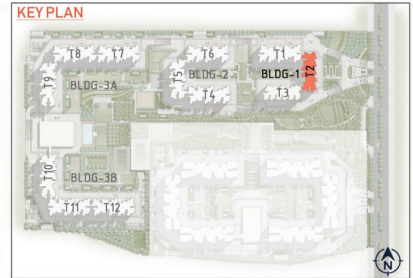 KEY PLAN
T8 T7 T6 T1
T9 BLDG-3A T5 BLDG-2 BLDG-1 T2
T4 T3
T10 BLDG-3B
T11 T12
N